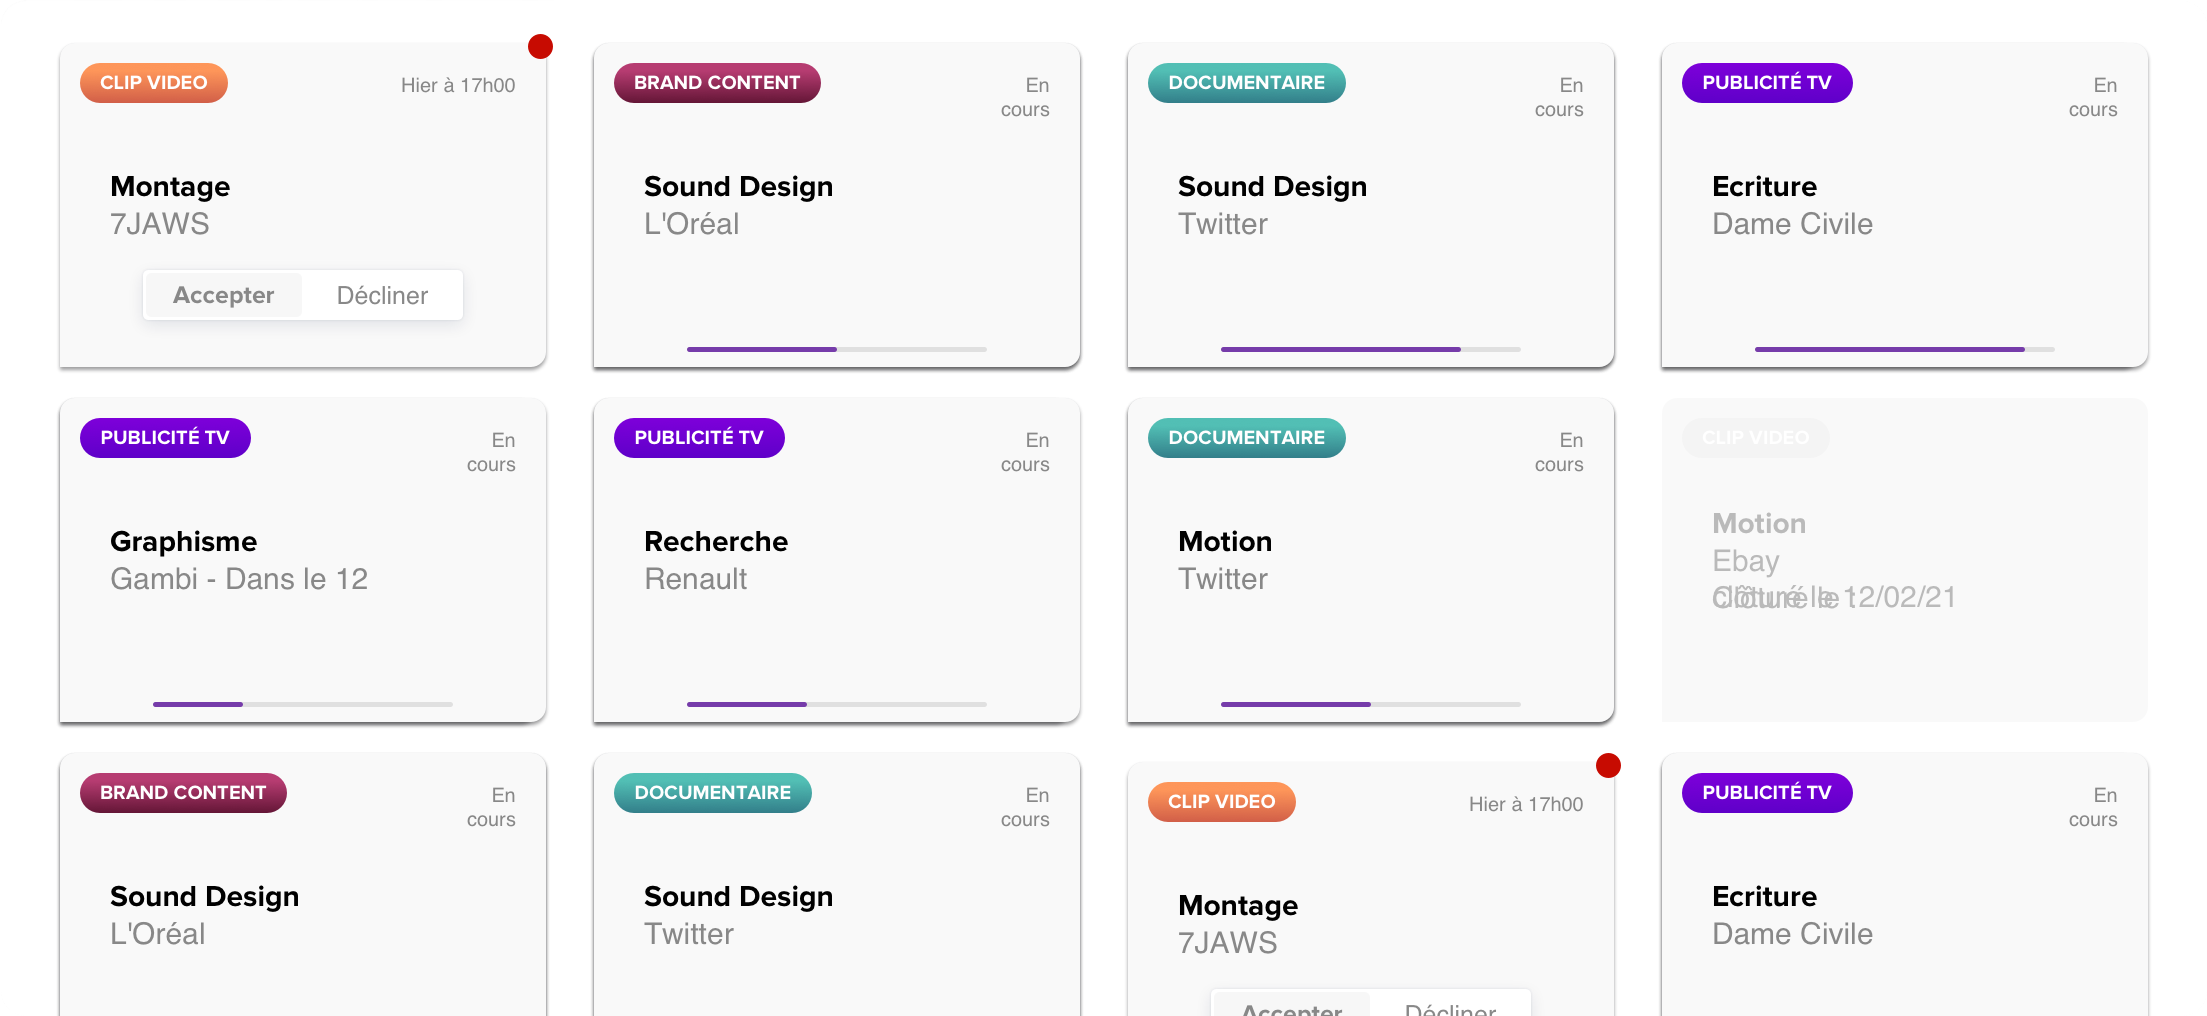 CLIP VIDEO
Hier à 17h00
Montage
7JAWS
Accepter
Décliner
BRAND CONTENT
En
cours
Sound Design
L'Oréal
DOCUMENTAIRE
En
cours
Sound Design
Twitter
PUBLICITÉ TV
En
cours
Ecriture
Dame Civile
PUBLICITÉ TV
En
cours
Graphisme
Gambi - Dans le 12
PUBLICITÉ TV
En
cours
Recherche
Renault
DOCUMENTAIRE
En
cours
Motion
Twitter
CLIP VIDEO
Motion
Ebay
12/02/21
BRAND CONTENT
En
cours
Sound Design
L'Oréal
DOCUMENTAIRE
En
cours
Sound Design
Twitter
CLIP VIDEO
Hier à 17h00
Montage
7JAWS
Accepter
Décliner
PUBLICITÉ TV
En
cours
Ecriture
Dame Civile